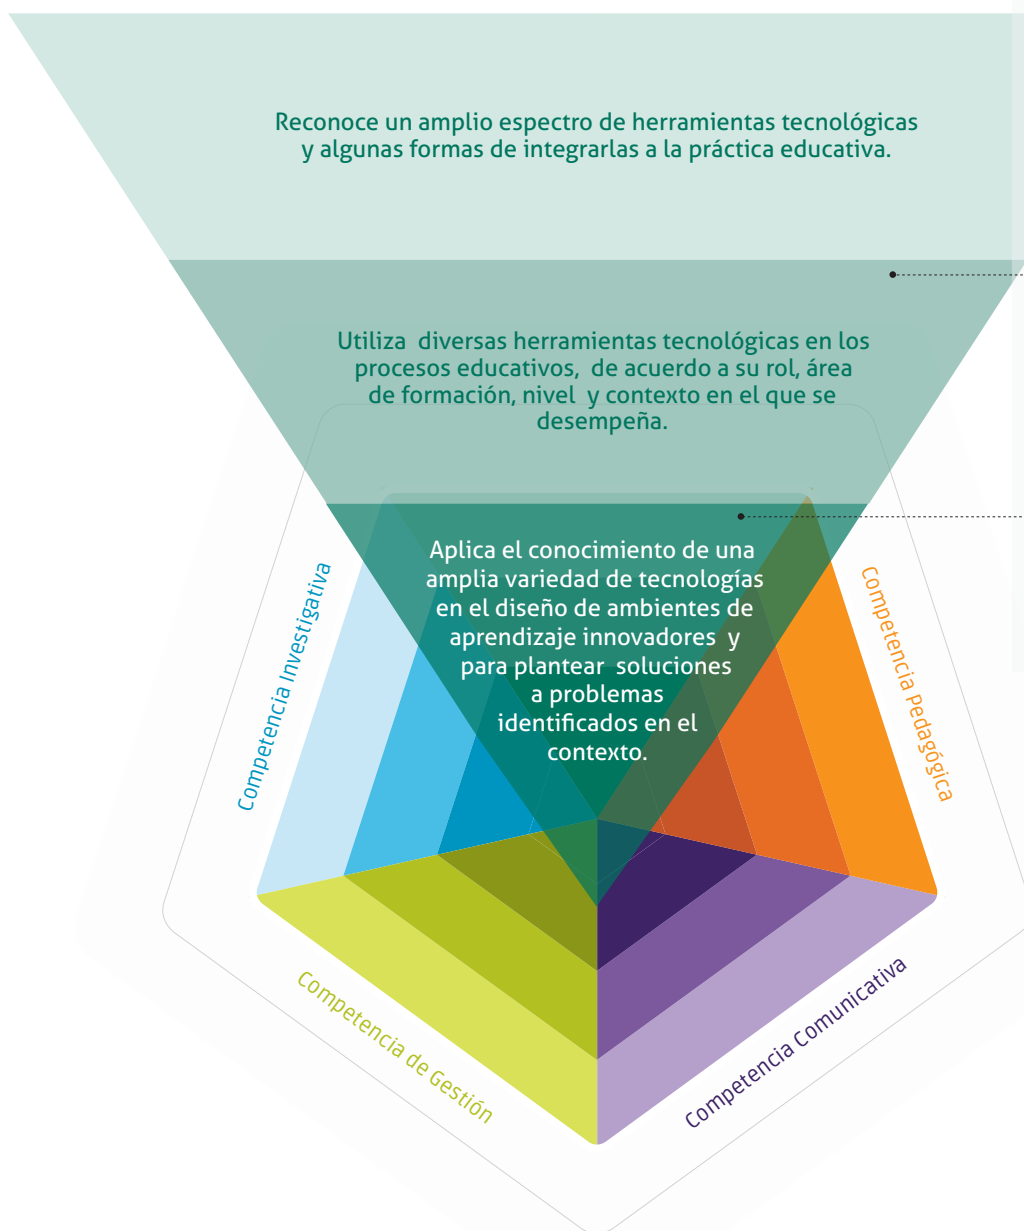 Reconoce un amplio espectro de herramientas tecnológicas
y algunas formas de integrarlas a la práctica educativa.
Utiliza diversas herramientas tecnológicas en los
procesos educativos, de acuerdo a su rol, área
de formación, nivel y contexto en el que se
desempeña.
Aplica el conocimiento de una
amplia variedad de tecnologías
en el diseño de ambientes de
aprendizaje innovadores y
para plantear soluciones
a problemas
identificados en el
contexto.
Competencia Investigativa
Competencia Pedagógica
Competencia de Gestión
Competencia Comunicativa